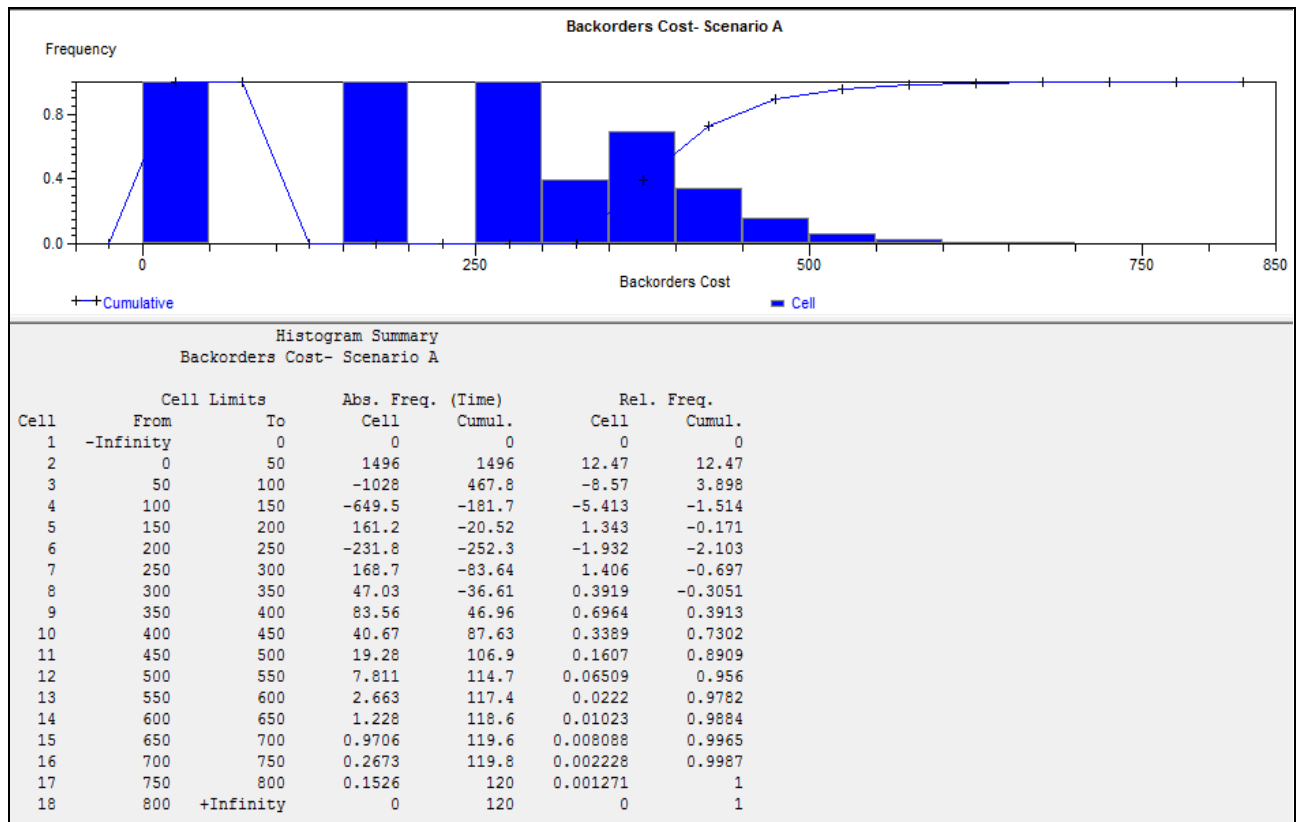 Backorders Cost- Scenario A
Frequency
0.8
0.4
0.0
0 250 500 750 850
Backorders Cost
Cumulative Cell
Histogram Summary
Backorders Cost- Scenario A
Cell Limits Abs. Freq. (Time) Rel. Freq.
Cell From To Cell Cumul. Cell Cumul.
1 -Infinity 0 0 0 0 0
2 0 50 1496 1496 12.47 12.47
3 50 100 -1028 467.8 -8.57 3.898
4 100 150 -649.5 -181.7 -5.413 -1.514
5 150 200 161.2 -20.52 1.343 -0.171
6 200 250 -231.8 -252.3 -1.932 -2.103
7 250 300 168.7 -83.64 1.406 -0.697
8 300 350 47.03 -36.61 0.3919 -0.3051
9 350 400 83.56 46.96 0.6964 0.3913
10 400 450 40.67 87.63 0.3389 0.7302
11 450 500 19.28 106.9 0.1607 0.8909
12 500 550 7.811 114.7 0.06509 0.956
13 550 600 2.663 117.4 0.0222 0.9782
14 600 650 1.228 118.6 0.01023 0.9884
15 650 700 0.9706 119.6 0.008088 0.9965
16 700 750 0.2673 119.8 0.002228 0.9987
17 750 800 0.1526 120 0.001271 1
18 800 +Infinity 0 120 0 1